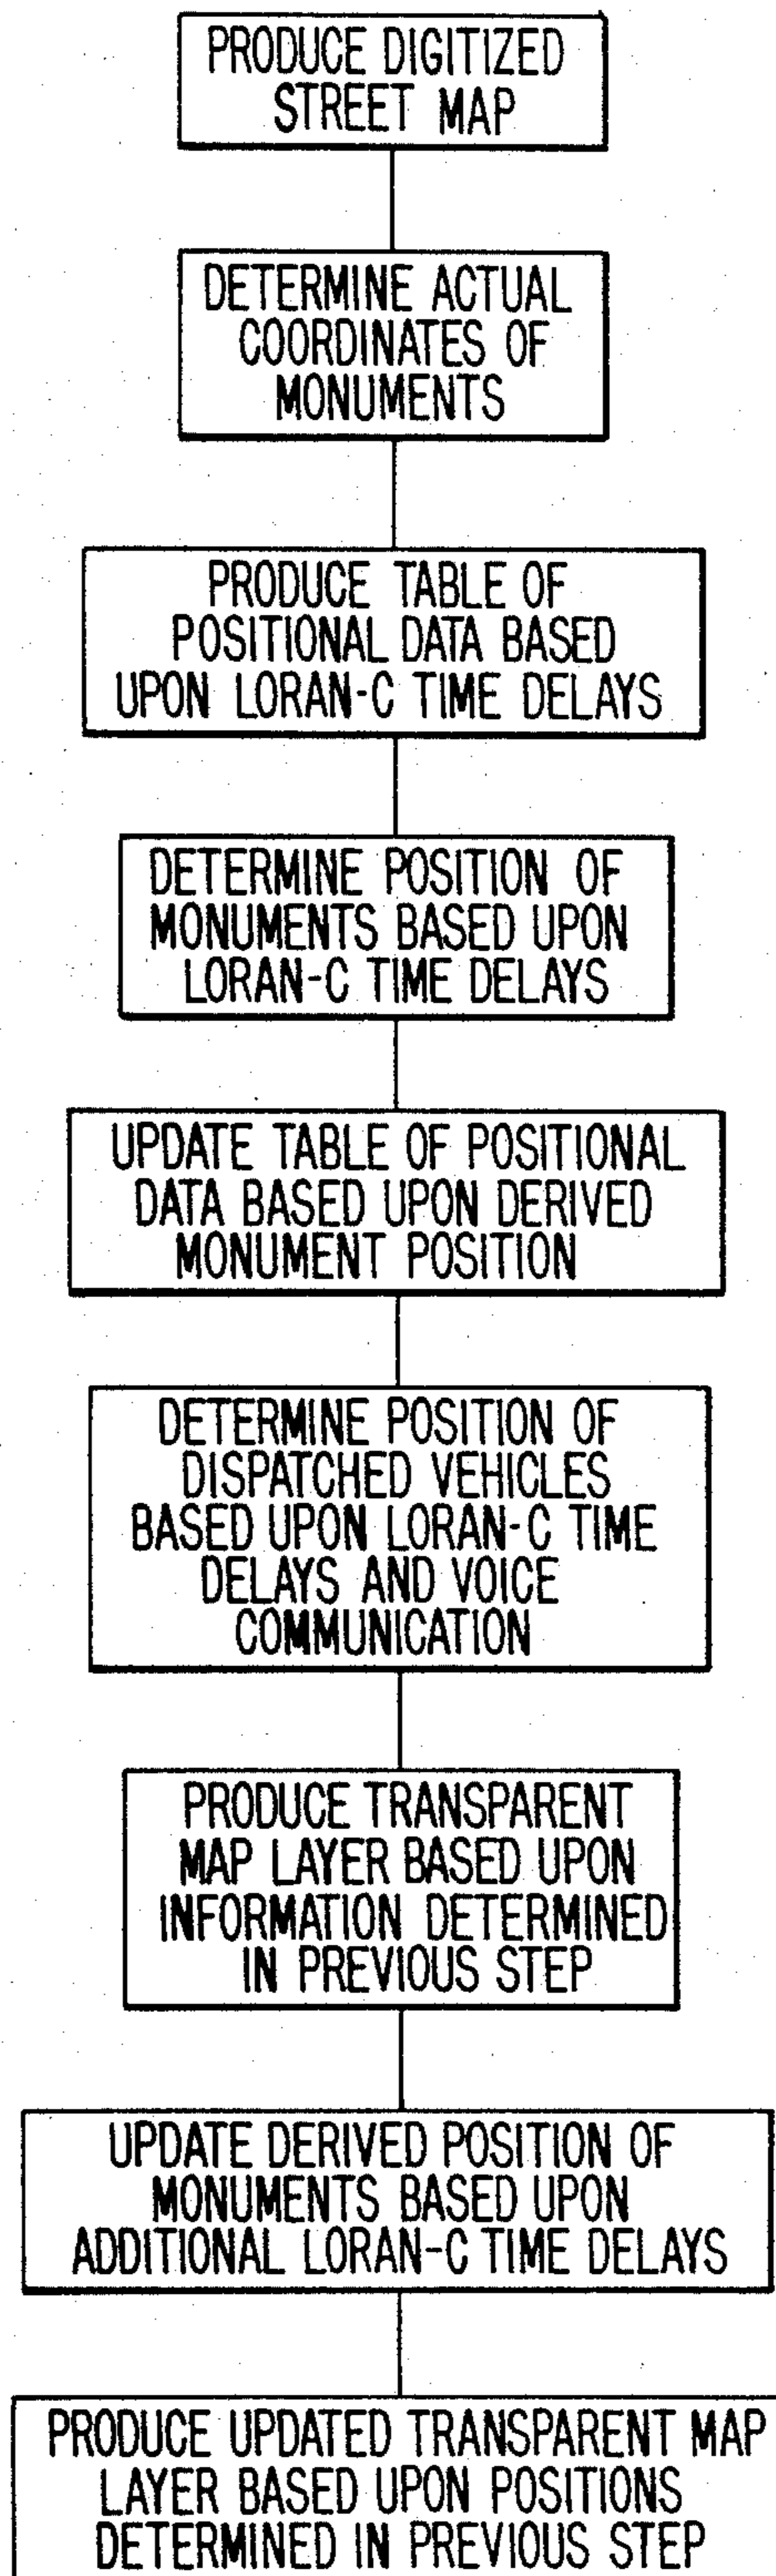 PRODUCE DIGITIZED
STREET MAP
DETERMINE ACTUAL
COORDINATES OF
MONUMENTS
PRODUCE TABLE OF
POSITIONAL DATA BASED
UPON LORAN-C TIME DELAYS
DETERMINE POSITION OF
MONUMENTS BASED UPON
LORAN-C TIME DELAYS
UPDATE TABLE OF POSITIONAL
DATA BASED UPON DERIVED
MONUMENT POSITION
DETERMINE POSITION OF
DISPATCHED VEHICLES
BASED UPON LORAN-C TIME
DELAYS AND VOICE
COMMUNICATION
PRODUCE TRANSPARENT
MAP LAYER BASED UPON
INFORMATION DETERMINED
IN PREVIOUS STEP
UPDATE DERIVED POSITION OF
MONUMENTS BASED UPON
ADDITIONAL LORAN-C TIME DELAYS
PRODUCE UPDATED TRANSPARENT MAP
LAYER BASED UPON POSITIONS
DETERMINED IN PREVIOUS STEP